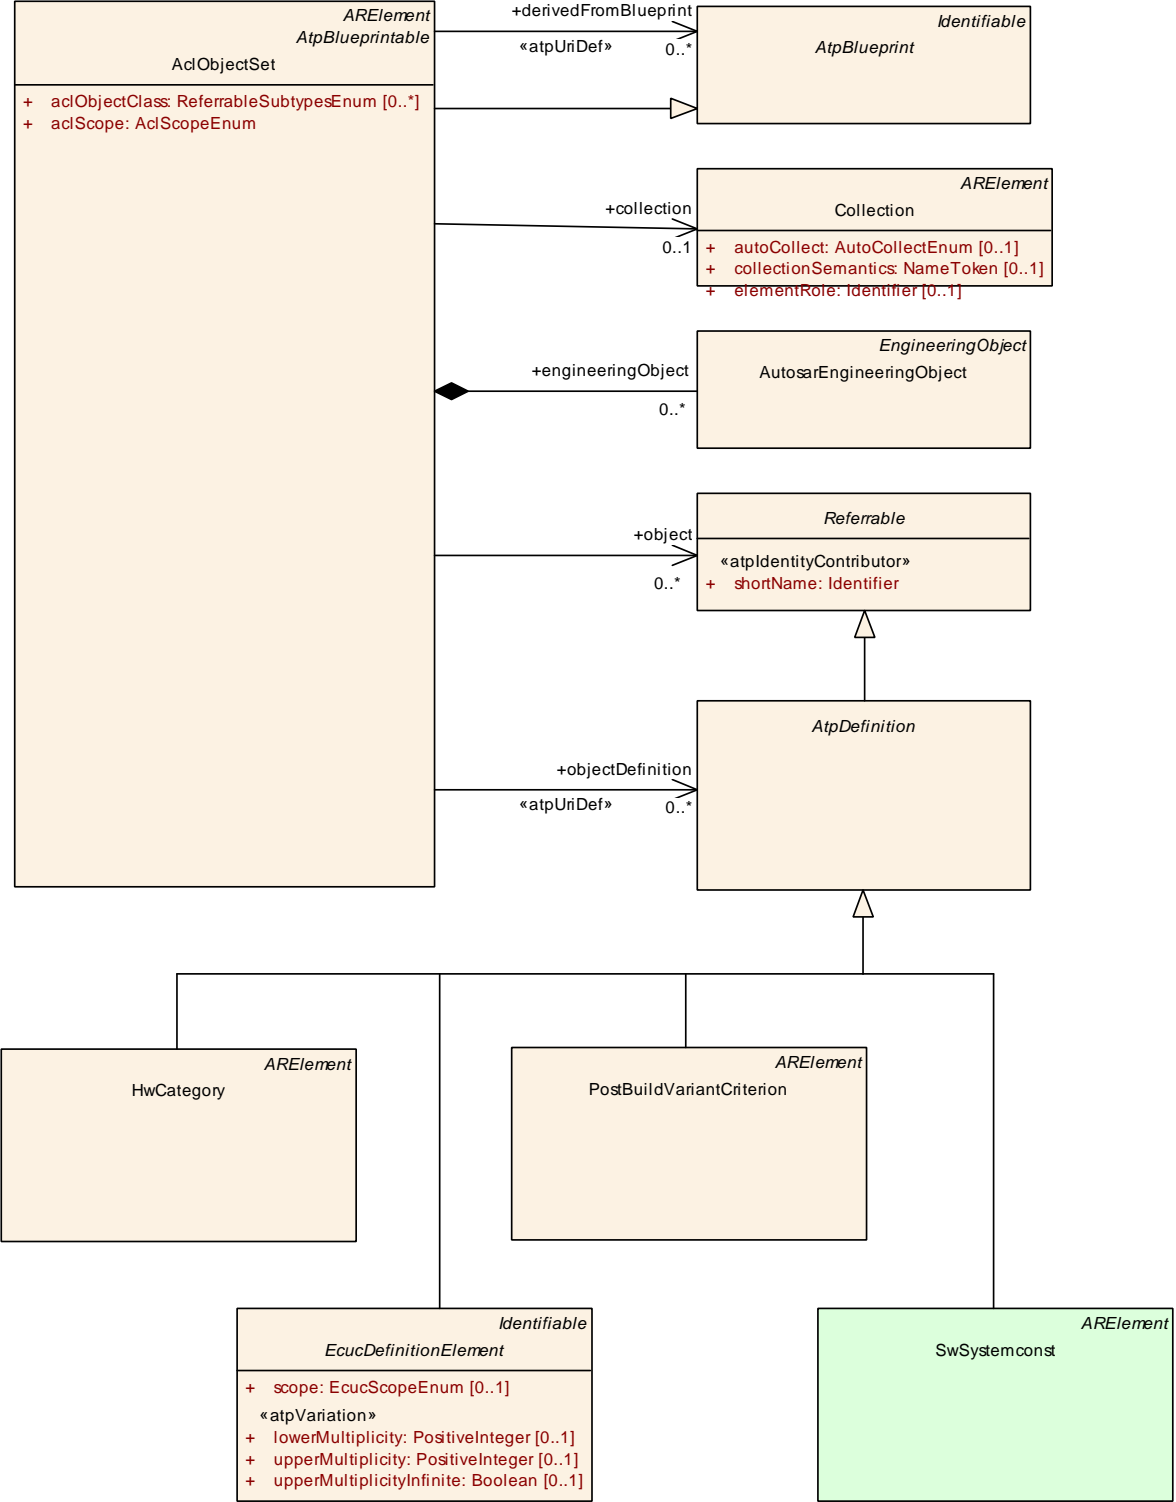 ARElement
AtpBlueprintable
AclObjectSet
+ aclObjectClass: ReferrableSubtypesEnum [0..*]
+ aclScope: AclScopeEnum
+derivedFromBlueprint
«atpUriDef»
0..*
Identifiable
AtpBlueprint
+collection
0..1
ARElement
Collection
+ autoCollect: AutoCollectEnum [0..1]
+ collectionSemantics: NameToken [0..1]
+ elementRole: Identifier [0..1]
+engineeringObject
0..*
EngineeringObject
AutosarEngineeringObject
+object
0..*
Referrable
«atpIdentityContributor»
+ shortName: Identifier
+objectDefinition
«atpUriDef»
0..*
AtpDefinition
ARElement
HwCategory
ARElement
PostBuildVariantCriterion
Identifiable
EcucDefinitionElement
+ scope: EcucScopeEnum [0..1]
«atpVariation»
+ lowerMultiplicity: PositiveInteger [0..1]
+ upperMultiplicity: PositiveInteger [0..1]
+ upperMultiplicityInfinite: Boolean [0..1]
ARElement
SwSystemconst